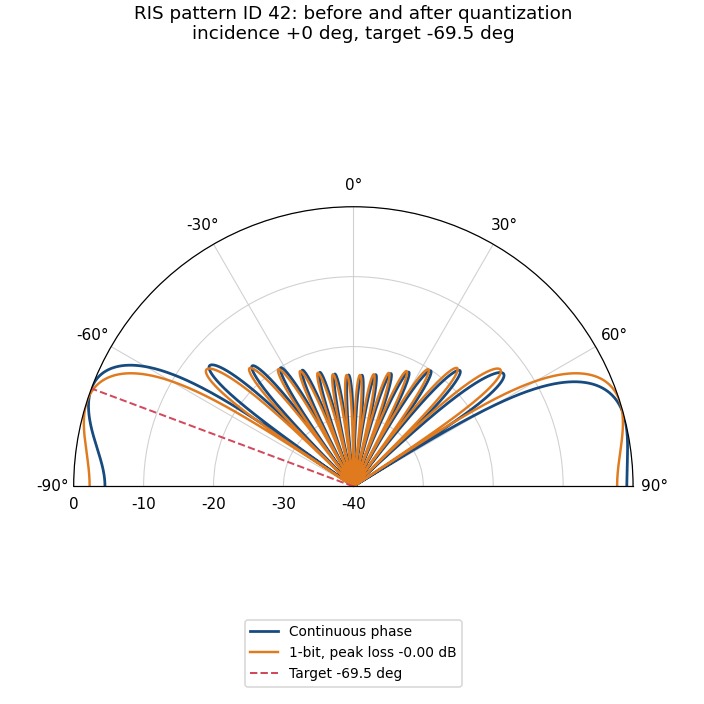 RIS pattern ID 42: before and after quantization
incidence +0 deg, target -69.5 deg
0°
-30°
30°
-60°
60°
-90°
90°
0
-10
-20
-30
-40
Continuous phase
1-bit, peak loss -0.00 dB
Target -69.5 deg